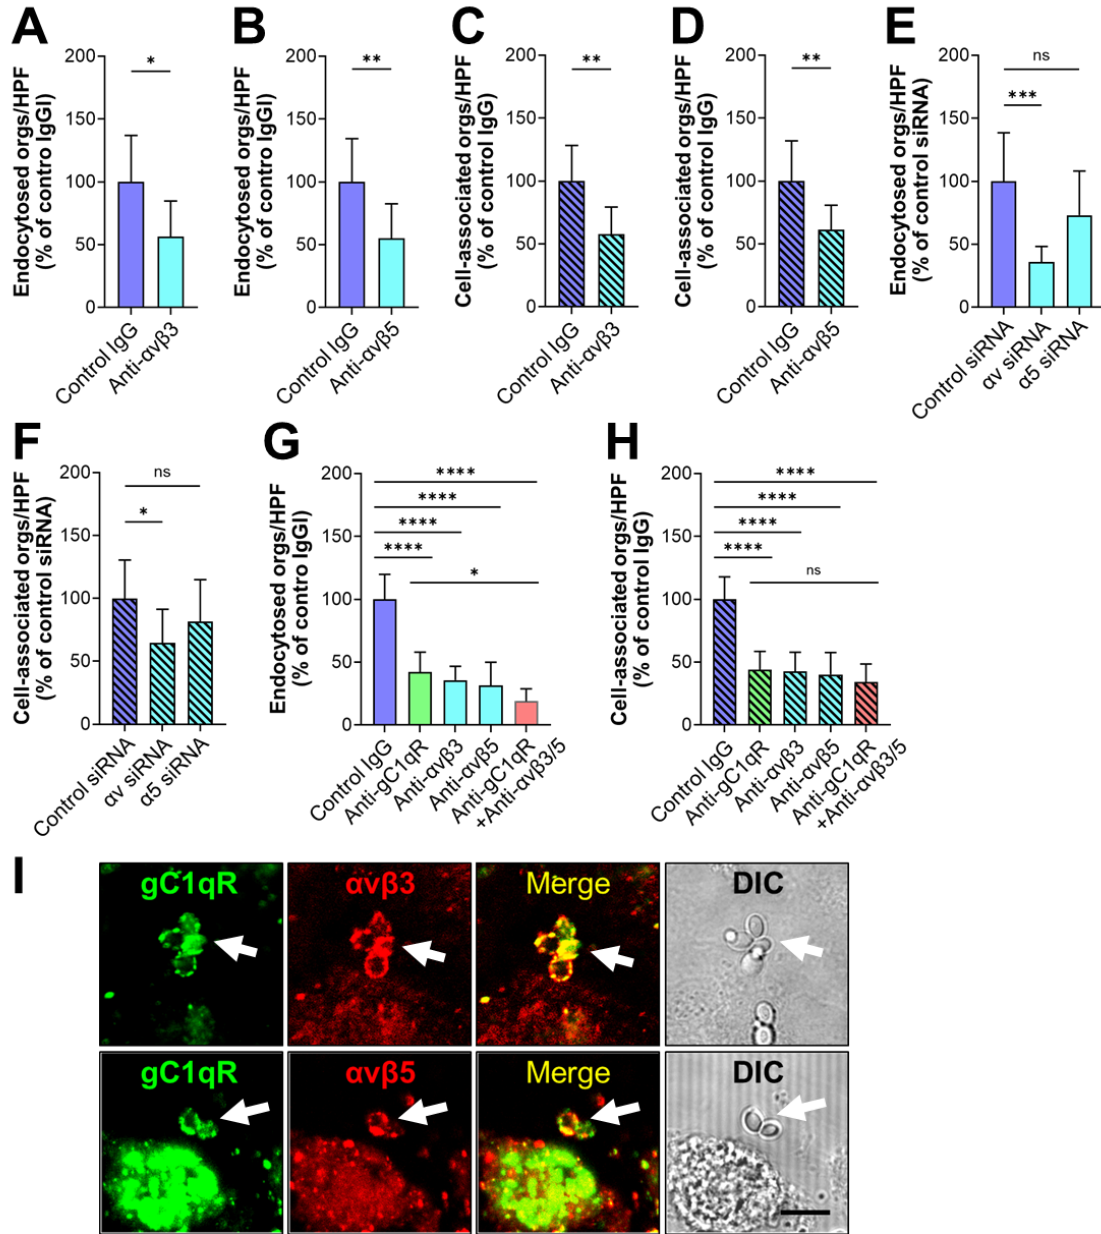 A
Endocytosed orgs/HPF
(% of contro IgGl)
200
150
100
50
0
*
Control IgG
Anti-αvβ3
B
Endocytosed orgs/HPF
(% of contro IgGl)
200
150
100
50
0
**
Control IgG
Anti-αvβ5
C
Cell-associated orgs/HPF
(% of control IgG)
200
150
100
50
0
**
Control IgG
Anti-αvβ3
D
Cell-associated orgs/HPF
(% of control IgG)
200
150
100
50
0
**
Control IgG
Anti-αvβ5
E
Endocytosed orgs/HPF
(% of control siRNA)
200
150
100
50
0
ns
***
Control siRNA
αv siRNA
α5 siRNA
F
Cell-associated orgs/HPF
(% of control siRNA)
200
150
100
50
0
ns
*
Control siRNA
αv siRNA
α5 siRNA
G
Endocytosed orgs/HPF
(% of contro IgGl)
200
150
100
50
0
****
****
****
****
*
Control IgG
Anti-gC1qR
Anti-αvβ3
Anti-αvβ5
Anti-gC1qR
+Anti-αvβ3/5
H
Cell-associated orgs/HPF
(% of control IgG)
200
150
100
50
0
****
****
****
****
ns
Control IgG
Anti-gC1qR
Anti-αvβ3
Anti-αvβ5
Anti-gC1qR
+Anti-αvβ3/5
I
gC1qR
αvβ3
Merge
DIC
gC1qR
αvβ5
Merge
DIC